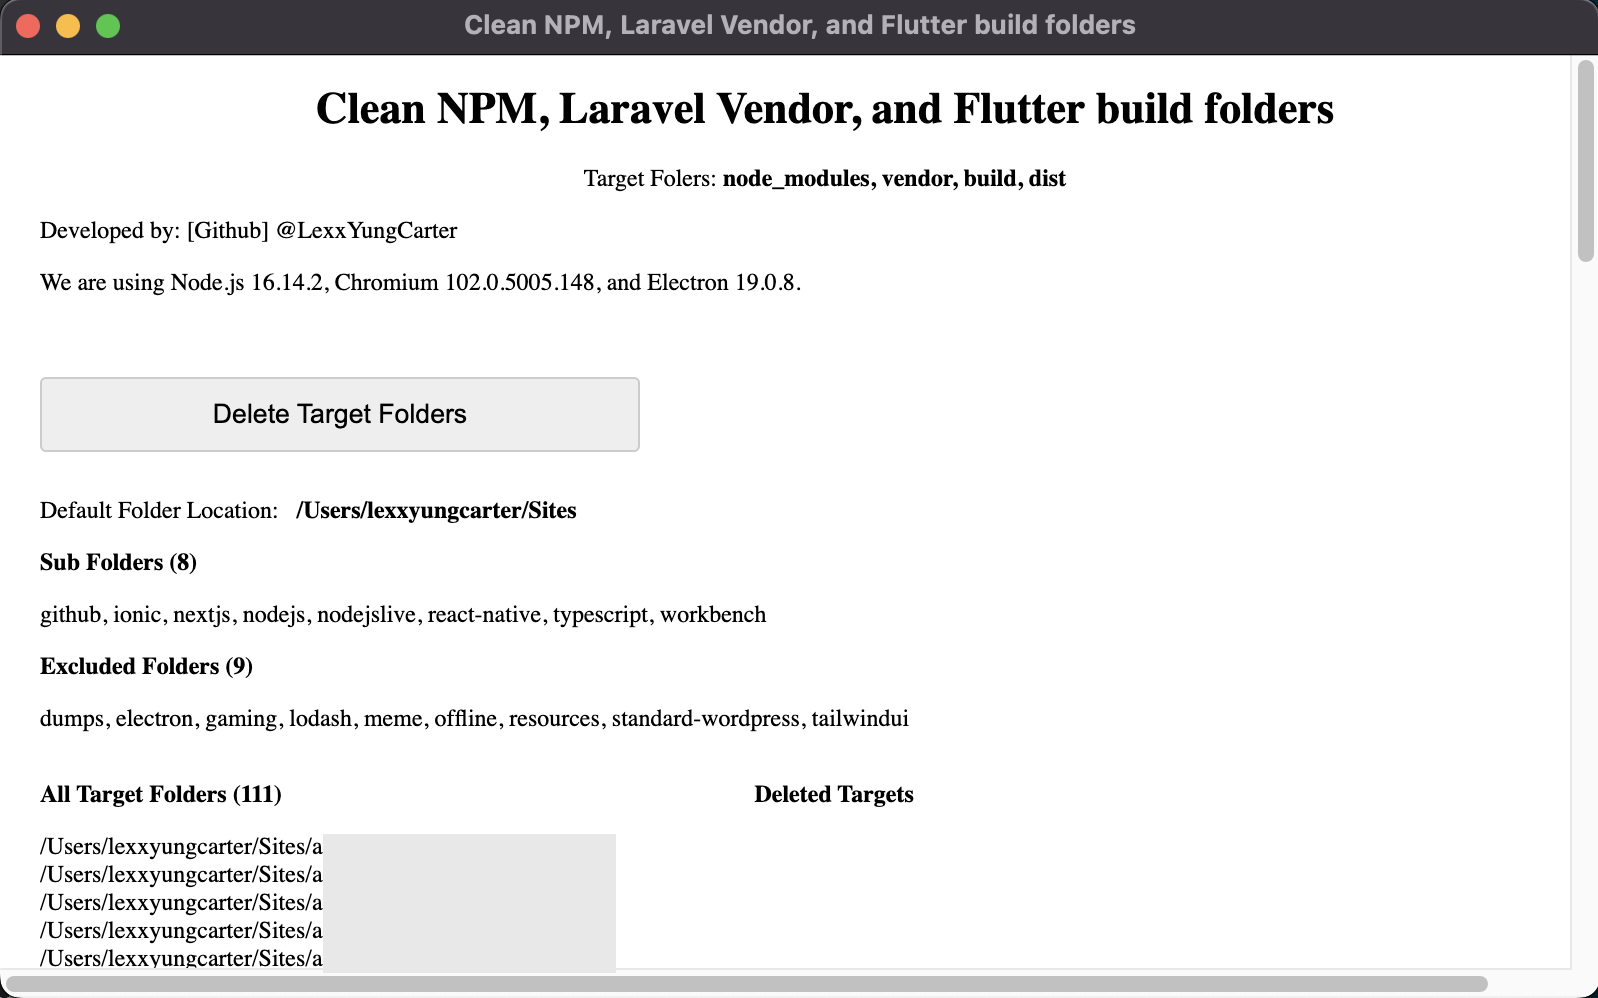 Clean NPM, Laravel Vendor, and Flutter build folders
Clean NPM, Laravel Vendor, and Flutter build folders
Target Folers: node_modules, vendor, build, dist
Developed by: [Github] @LexxYungCarter
We are using Node.js 16.14.2, Chromium 102.0.5005.148, and Electron 19.0.8.
Delete Target Folders
Default Folder Location: /Users/lexxyungcarter/Sites
Sub Folders (8)
github, ionic, nextjs, nodejs, nodejslive, react-native, typescript, workbench
Excluded Folders (9)
dumps, electron, gaming, lodash, meme, offline, resources, standard-wordpress, tailwindui
All Target Folders (111)
Deleted Targets
/Users/lexxyungcarter/Sites/a
/Users/lexxyungcarter/Sites/a
/Users/lexxyungcarter/Sites/a
/Users/lexxyungcarter/Sites/a
/Users/lexxyungcarter/Sites/a